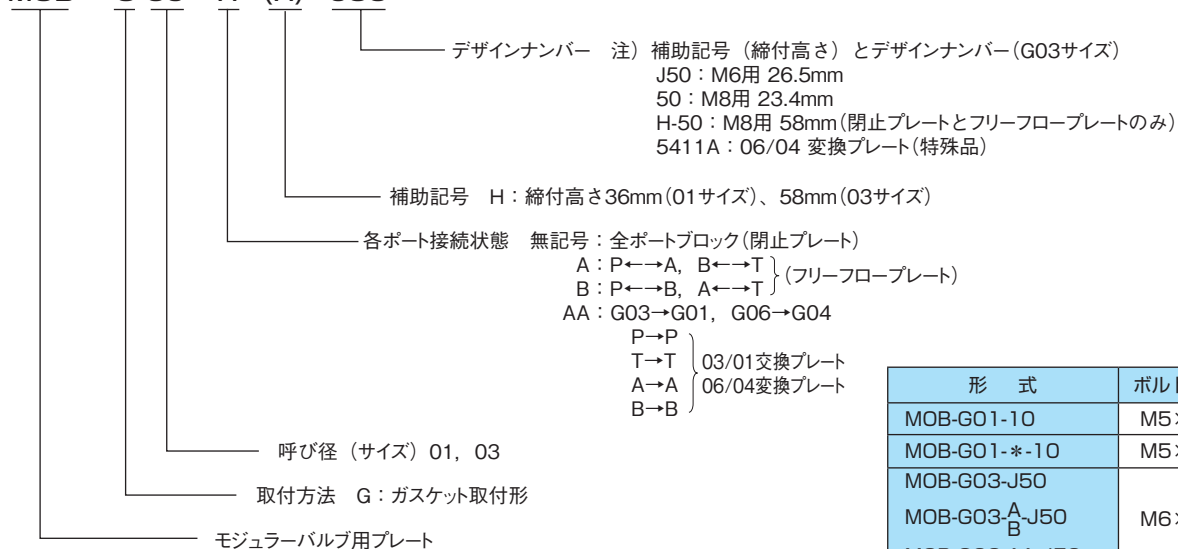 デザインナンバー 注）補助記号（締付高さ）とデザインナンバー（G03サイズ）
J50：M6用 26.5mm
50：M8用 23.4mm
H-50：M8用 58mm（閉止プレートとフリーフロープレートのみ）
5411A：06/04 変換プレート（特殊品）
補助記号 H：締付高さ36mm（01サイズ）、58mm（03サイズ）
各ポート接続状態 無記号：全ポートブロック（閉止プレート）
A：P←→A, B←→T
B：P←→B, A←→T
（フリーフロープレート）
AA：G03→G01, G06→G04
P→P
T→T
A→A
B→B
03/01交換プレート
06/04変換プレート
呼び径（サイズ）01, 03
取付方法 G：ガスケット取付形
モジュラーバルブ用プレート
形 式
MOB-G01-10 M5×
MOB-G01-*-10 M5×
MOB-G03-J50
MOB-G03-A/B-J50 M6×